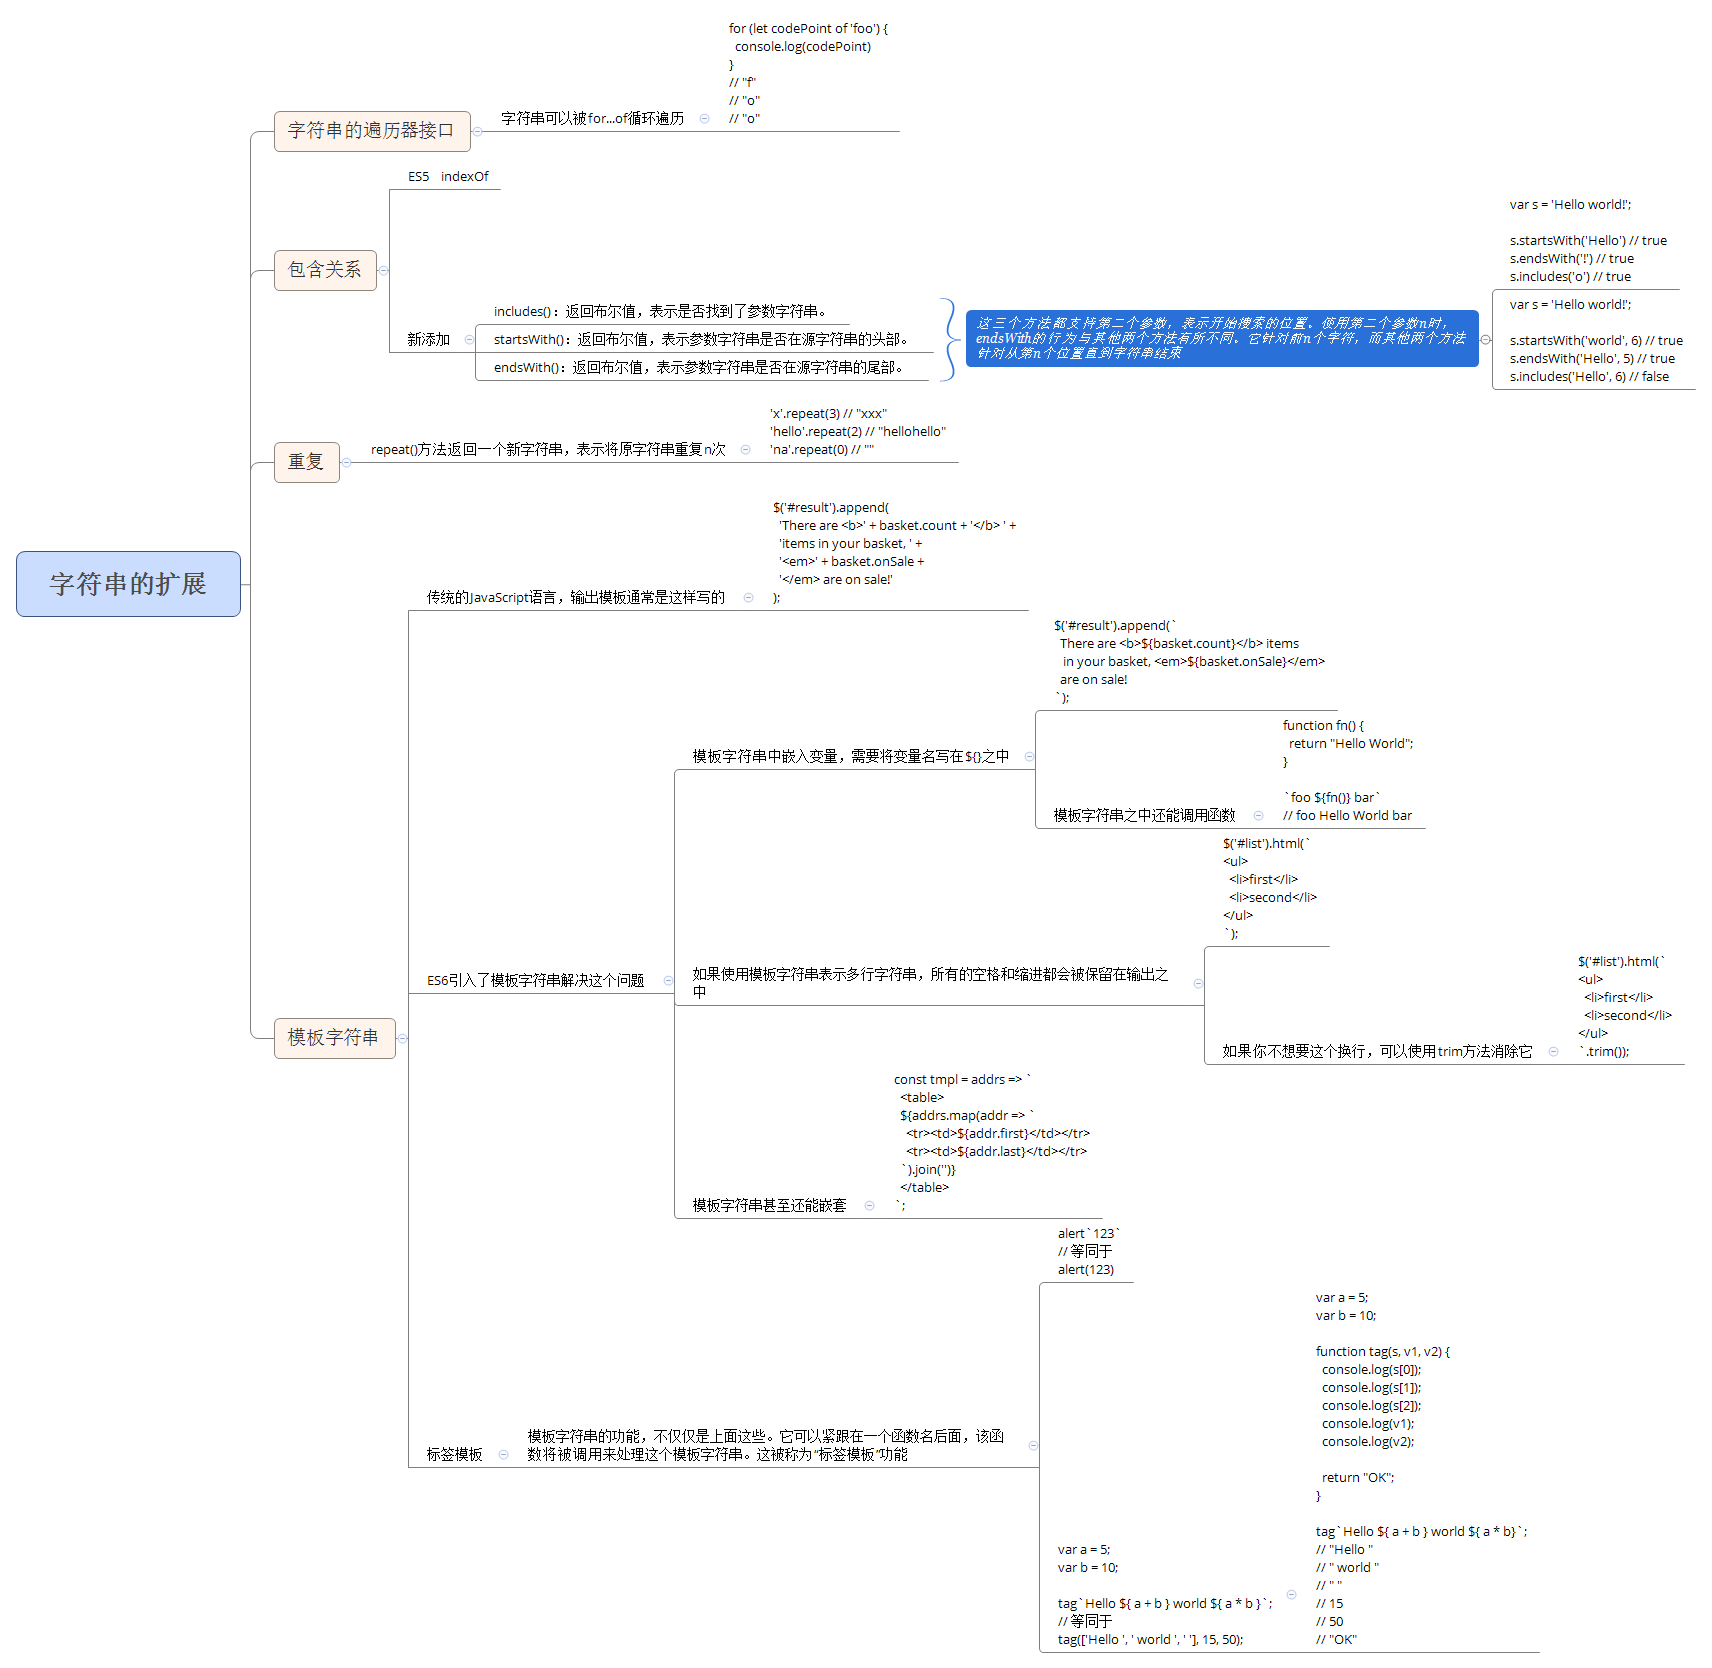 字符串的扩展
字符串的遍历器接口
字符串可以被for...of循环遍历
for (let codePoint of 'foo') {
  console.log(codePoint)
}
// "f"
// "o"
// "o"
包含关系
ES5    indexOf
新添加
includes()：返回布尔值，表示是否找到了参数字符串。
startsWith()：返回布尔值，表示参数字符串是否在源字符串的头部。
endsWith()：返回布尔值，表示参数字符串是否在源字符串的尾部。
这三个方法都支持第二个参数，表示开始搜索的位置。使用第二个参数n时，
endsWith的行为与其他两个方法有所不同。它针对前n个字符，而其他两个方法
针对从第n个位置直到字符串结束
var s = 'Hello world!';
s.startsWith('Hello') // true
s.endsWith('!') // true
s.includes('o') // true
var s = 'Hello world!';
s.startsWith('world', 6) // true
s.endsWith('Hello', 5) // true
s.includes('Hello', 6) // false
重复
repeat()方法返回一个新字符串，表示将原字符串重复n次
'x'.repeat(3) // "xxx"
'hello'.repeat(2) // "hellohello"
'na'.repeat(0) // ""
模板字符串
传统的JavaScript语言，输出模板通常是这样写的
$('#result').append(
  'There are <b>' + basket.count + '</b> ' +
  'items in your basket, ' +
  '<em>' + basket.onSale +
  '</em> are on sale!'
);
ES6引入了模板字符串解决这个问题
模板字符串中嵌入变量，需要将变量名写在${}之中
$('#result').append(`
  There are <b>${basket.count}</b> items
   in your basket, <em>${basket.onSale}</em>
  are on sale!
`);
模板字符串之中还能调用函数
function fn() {
  return "Hello World";
}
`foo ${fn()} bar`
// foo Hello World bar
如果使用模板字符串表示多行字符串，所有的空格和缩进都会被保留在输出之
中
$('#list').html(`
<ul>
  <li>first</li>
  <li>second</li>
</ul>
`);
如果你不想要这个换行，可以使用trim方法消除它
$('#list').html(`
<ul>
  <li>first</li>
  <li>second</li>
</ul>
`.trim());
模板字符串甚至还能嵌套
const tmpl = addrs => `
  <table>
  ${addrs.map(addr => `
    <tr><td>${addr.first}</td></tr>
    <tr><td>${addr.last}</td></tr>
  `).join('')}
  </table>
`;
标签模板
模板字符串的功能，不仅仅是上面这些。它可以紧跟在一个函数名后面，该函
数将被调用来处理这个模板字符串。这被称为“标签模板”功能
alert`123`
// 等同于
alert(123)
var a = 5;
var b = 10;
tag`Hello ${ a + b } world ${ a * b }`;
// 等同于
tag(['Hello ', ' world ', ' '], 15, 50);
var a = 5;
var b = 10;
function tag(s, v1, v2) {
  console.log(s[0]);
  console.log(s[1]);
  console.log(s[2]);
  console.log(v1);
  console.log(v2);
  return "OK";
}
tag`Hello ${ a + b } world ${ a * b}`;
// "Hello "
// " world "
// " "
// 15
// 50
// "OK"